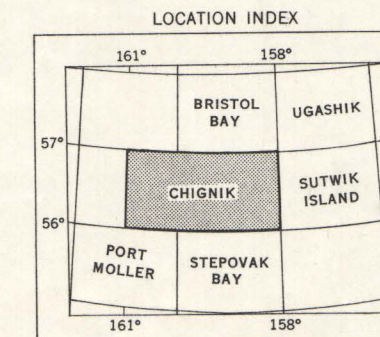 LOCATION INDEX
161° 158°
BRISTOL
BAY
UGASHIK
57°
CHIGNIK
SUTWIK
ISLAND
56°
PORT
MOLLER
STEPOVAK
BAY
161° 158°